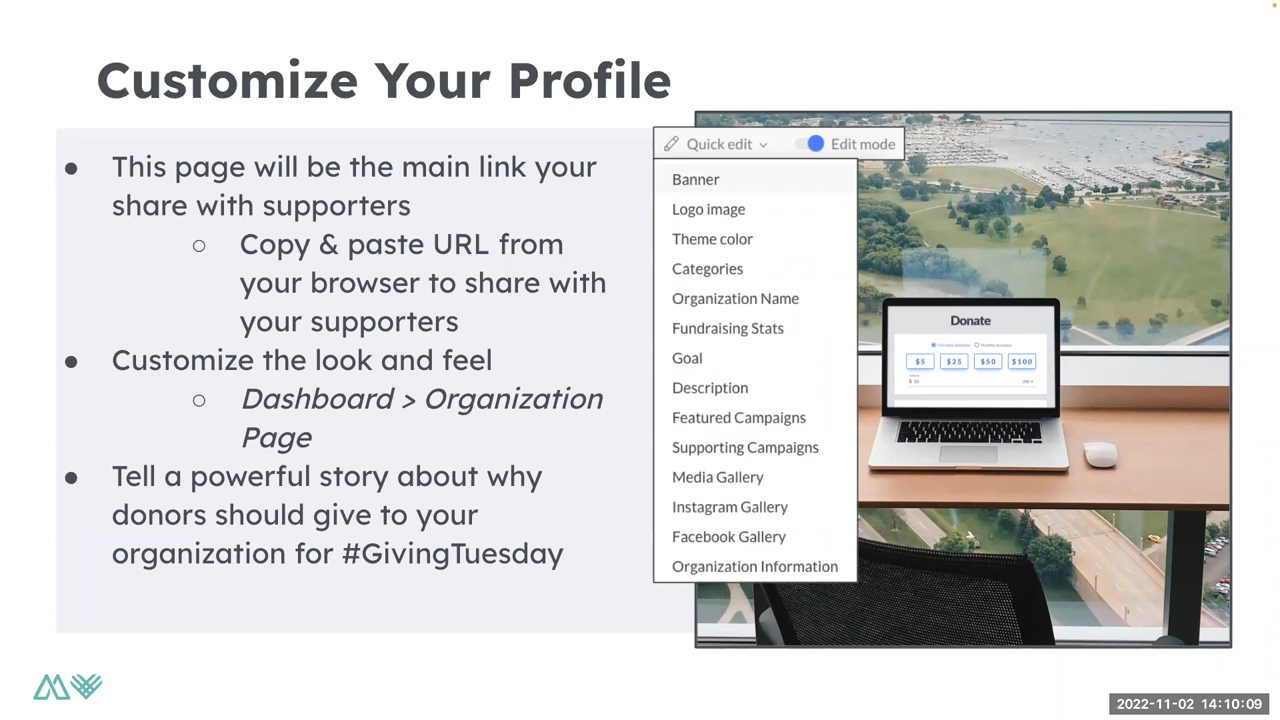 Customize Your Profile
● This page will be the main link your
share with supporters
○ Copy & paste URL from
your browser to share with
your supporters
● Customize the look and feel
○ Dashboard > Organization
Page
● Tell a powerful story about why
donors should give to your
organization for #GivingTuesday
Quick edit
Edit mode
Banner
Logo image
Theme color
Categories
Organization Name
Fundraising Stats
Goal
Description
Featured Campaigns
Supporting Campaigns
Media Gallery
Instagram Gallery
Facebook Gallery
Organization Information
Donate
$5 $25 $50 $100
2022-11-02 14:10:09